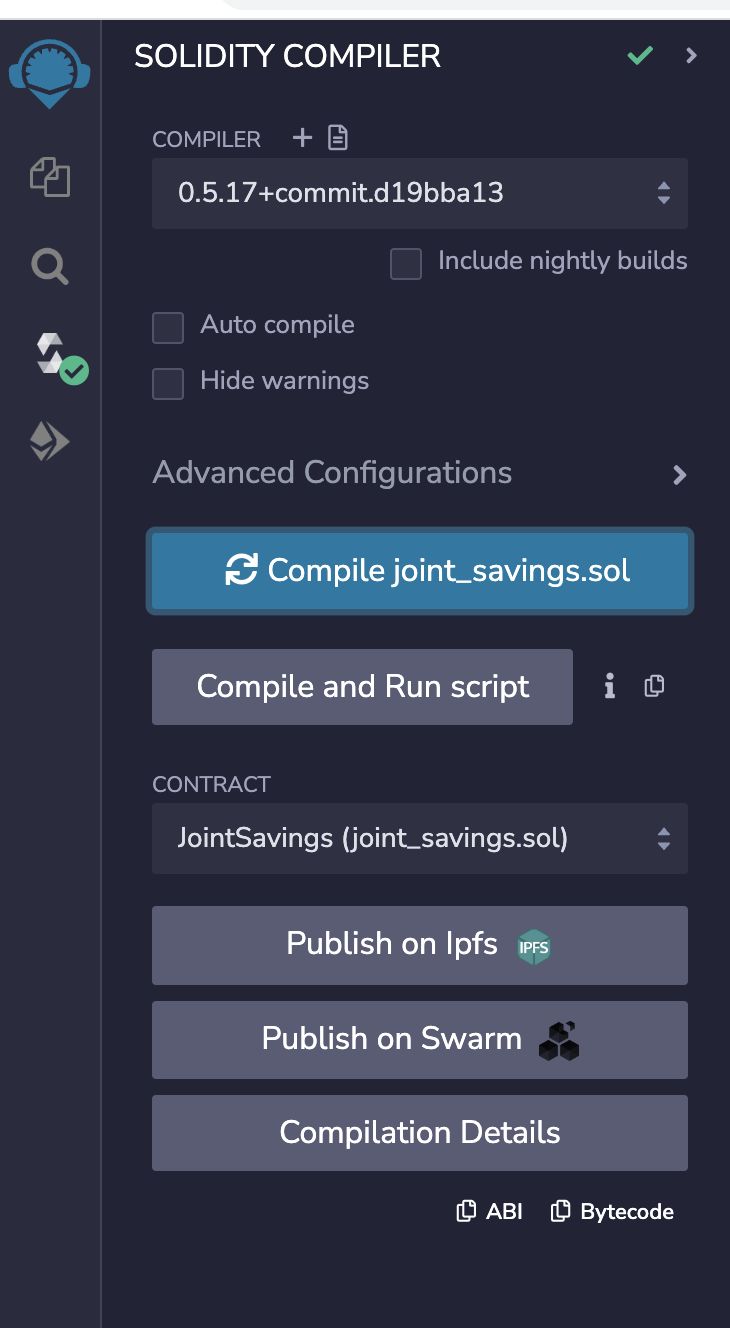 SOLIDITY COMPILER
COMPILER
0.5.17+commit.d19bba13
Include nightly builds
Auto compile
Hide warnings
Advanced Configurations
Compile joint_savings.sol
Compile and Run script
CONTRACT
JointSavings (joint_savings.sol)
Publish on Ipfs IPFS
Publish on Swarm
Compilation Details
ABI Bytecode